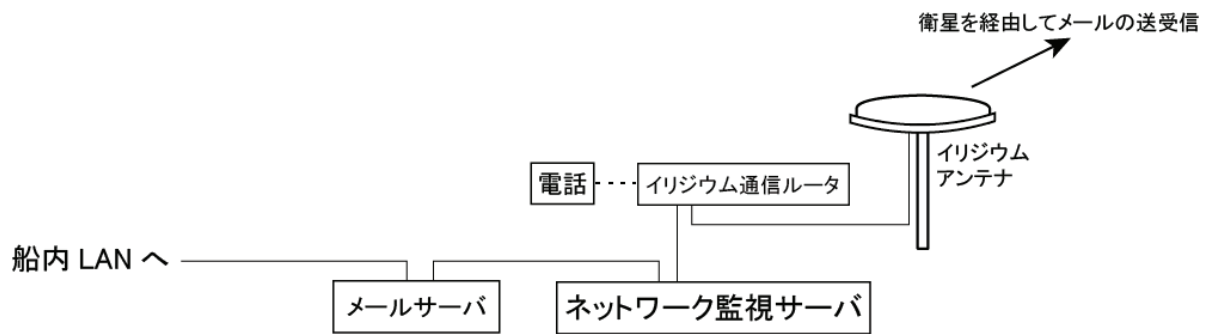 衛星を経由してメールの送受信
イリジウム
アンテナ
電話
イリジウム通信ルータ
船内 LAN へ
メールサーバ
ネットワーク監視サーバ